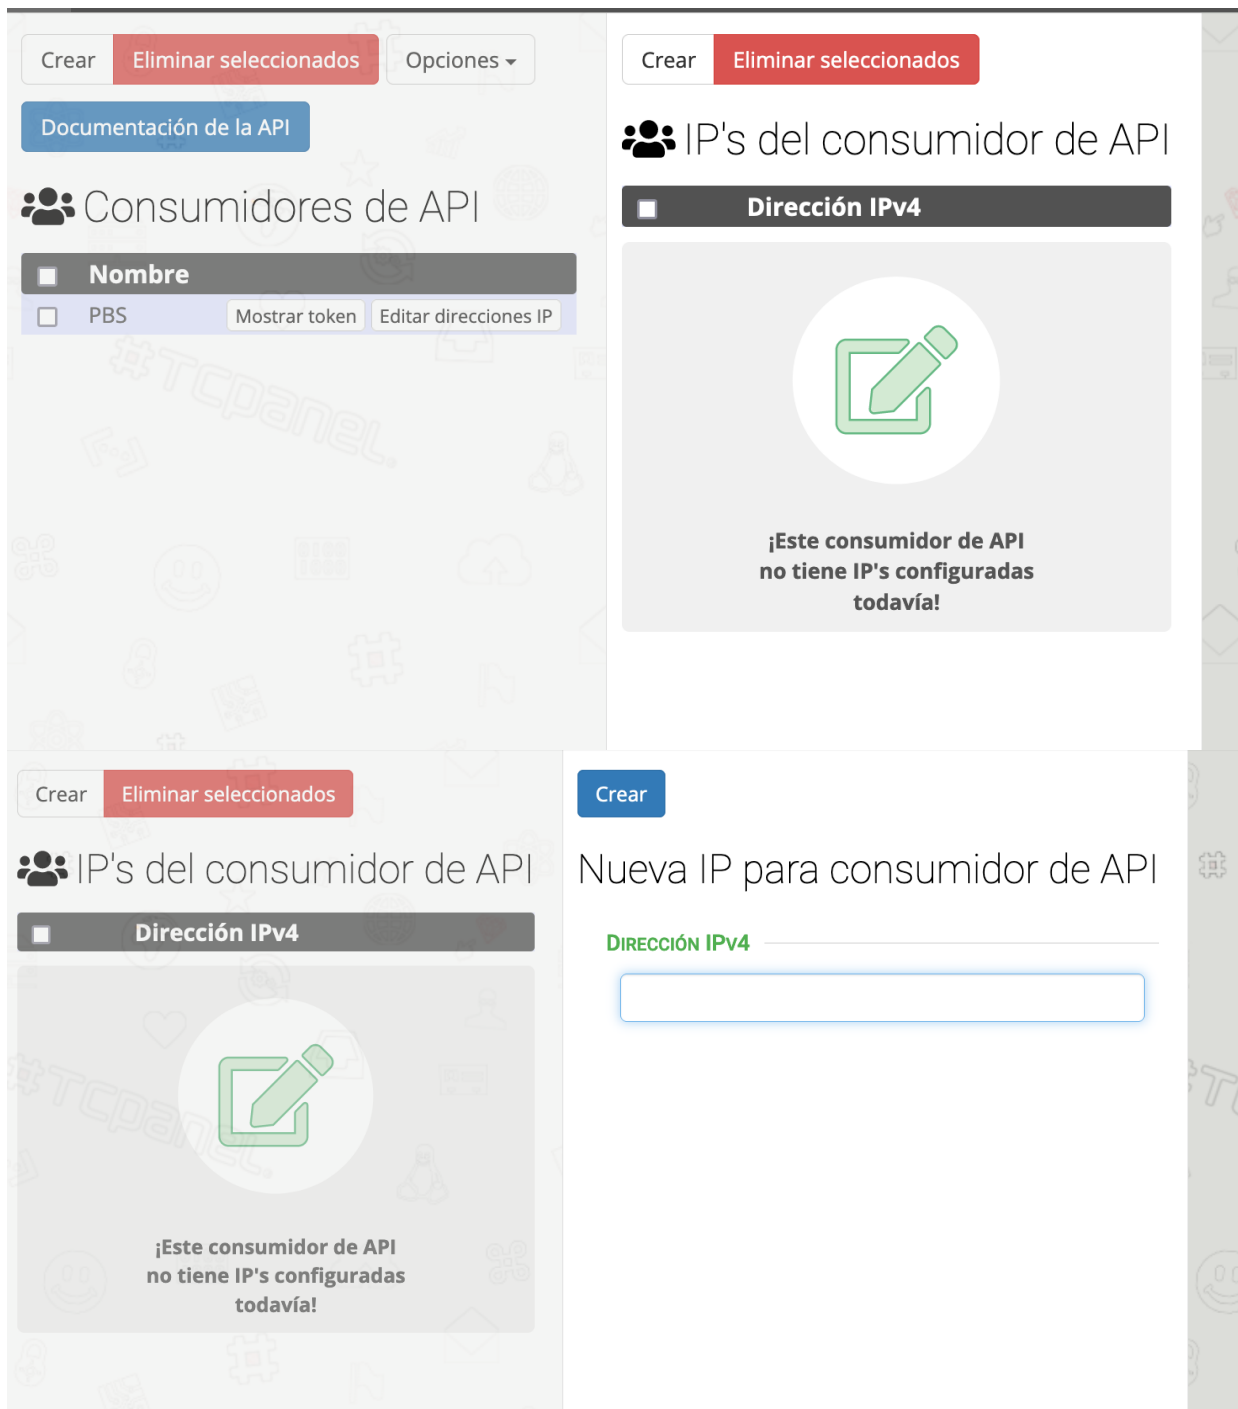 Crear Eliminar seleccionados Opciones
Documentación de la API
Consumidores de API
Nombre
PBS Mostrar token Editar direcciones IP
#TCpanel
Crear Eliminar seleccionados
IP's del consumidor de API
Dirección IPv4
¡Este consumidor de API
no tiene IP's configuradas
todavía!
Crear Eliminar seleccionados
IP's del consumidor de API
Dirección IPv4
#TCpanel
¡Este consumidor de API
no tiene IP's configuradas
todavía!
Crear
Nueva IP para consumidor de API
DIRECCIÓN IPv4